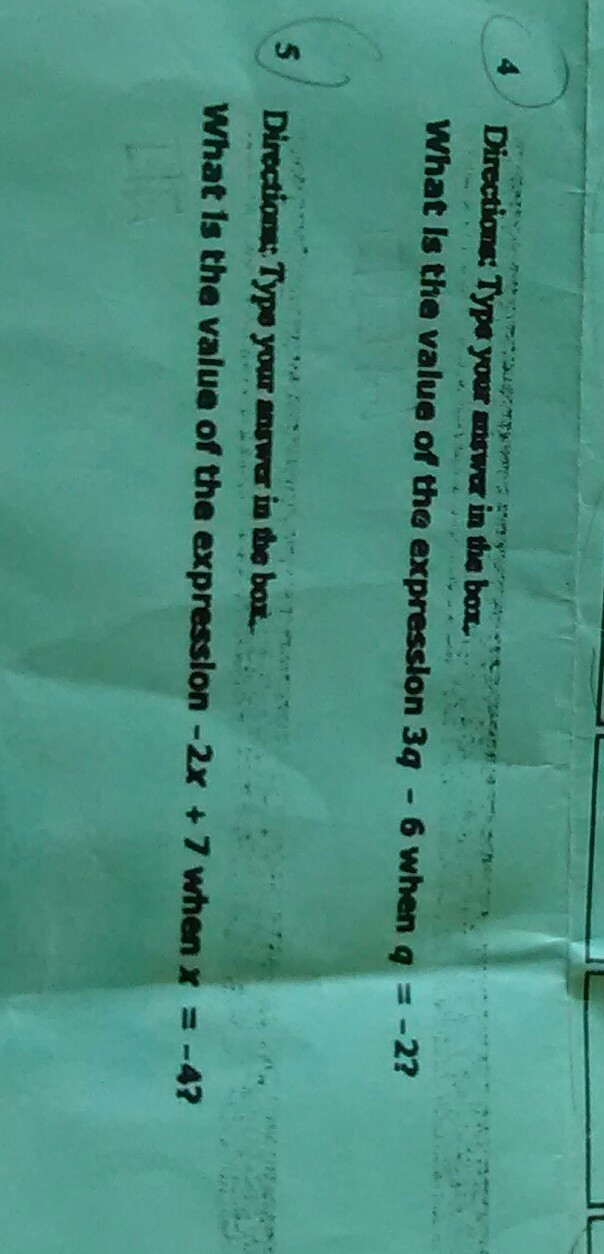 4
Directions: Type your answer in the box.
What is the value of the expression 3q - 6 when q = -2?
5
Directions: Type your answer in the box.
What is the value of the expression -2x + 7 when x = -4?